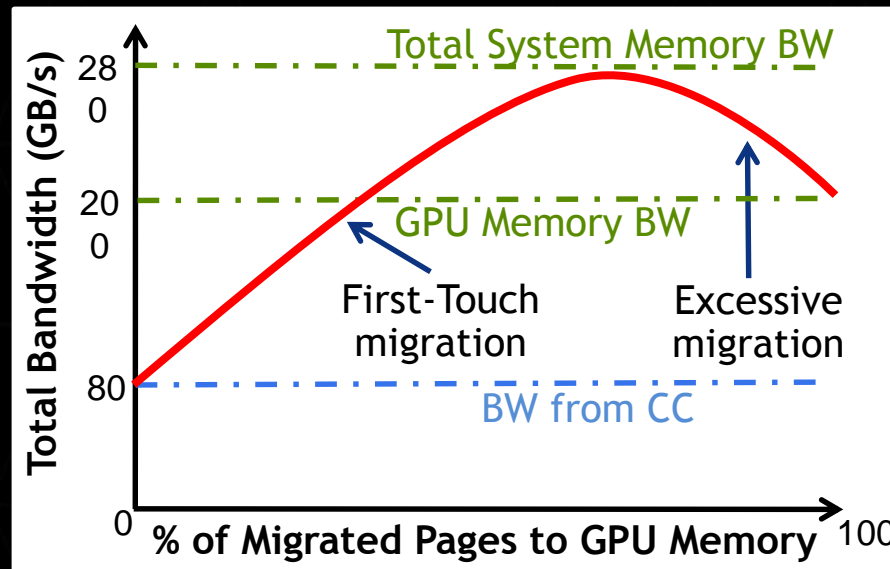 Total Bandwidth (GB/s)
Total System Memory BW
28
0
20
0
GPU Memory BW
First-Touch
migration
Excessive
migration
80
BW from CC
0
% of Migrated Pages to GPU Memory
100